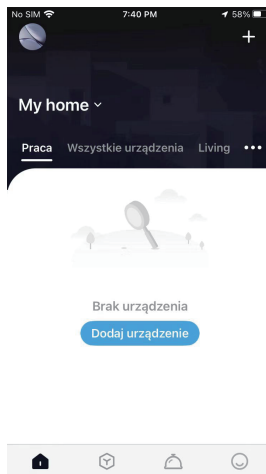 No SIM 7:40 PM 58%
My home
Praca Wszystkie urządzenia Living
Brak urządzenia
Dodaj urządzenie